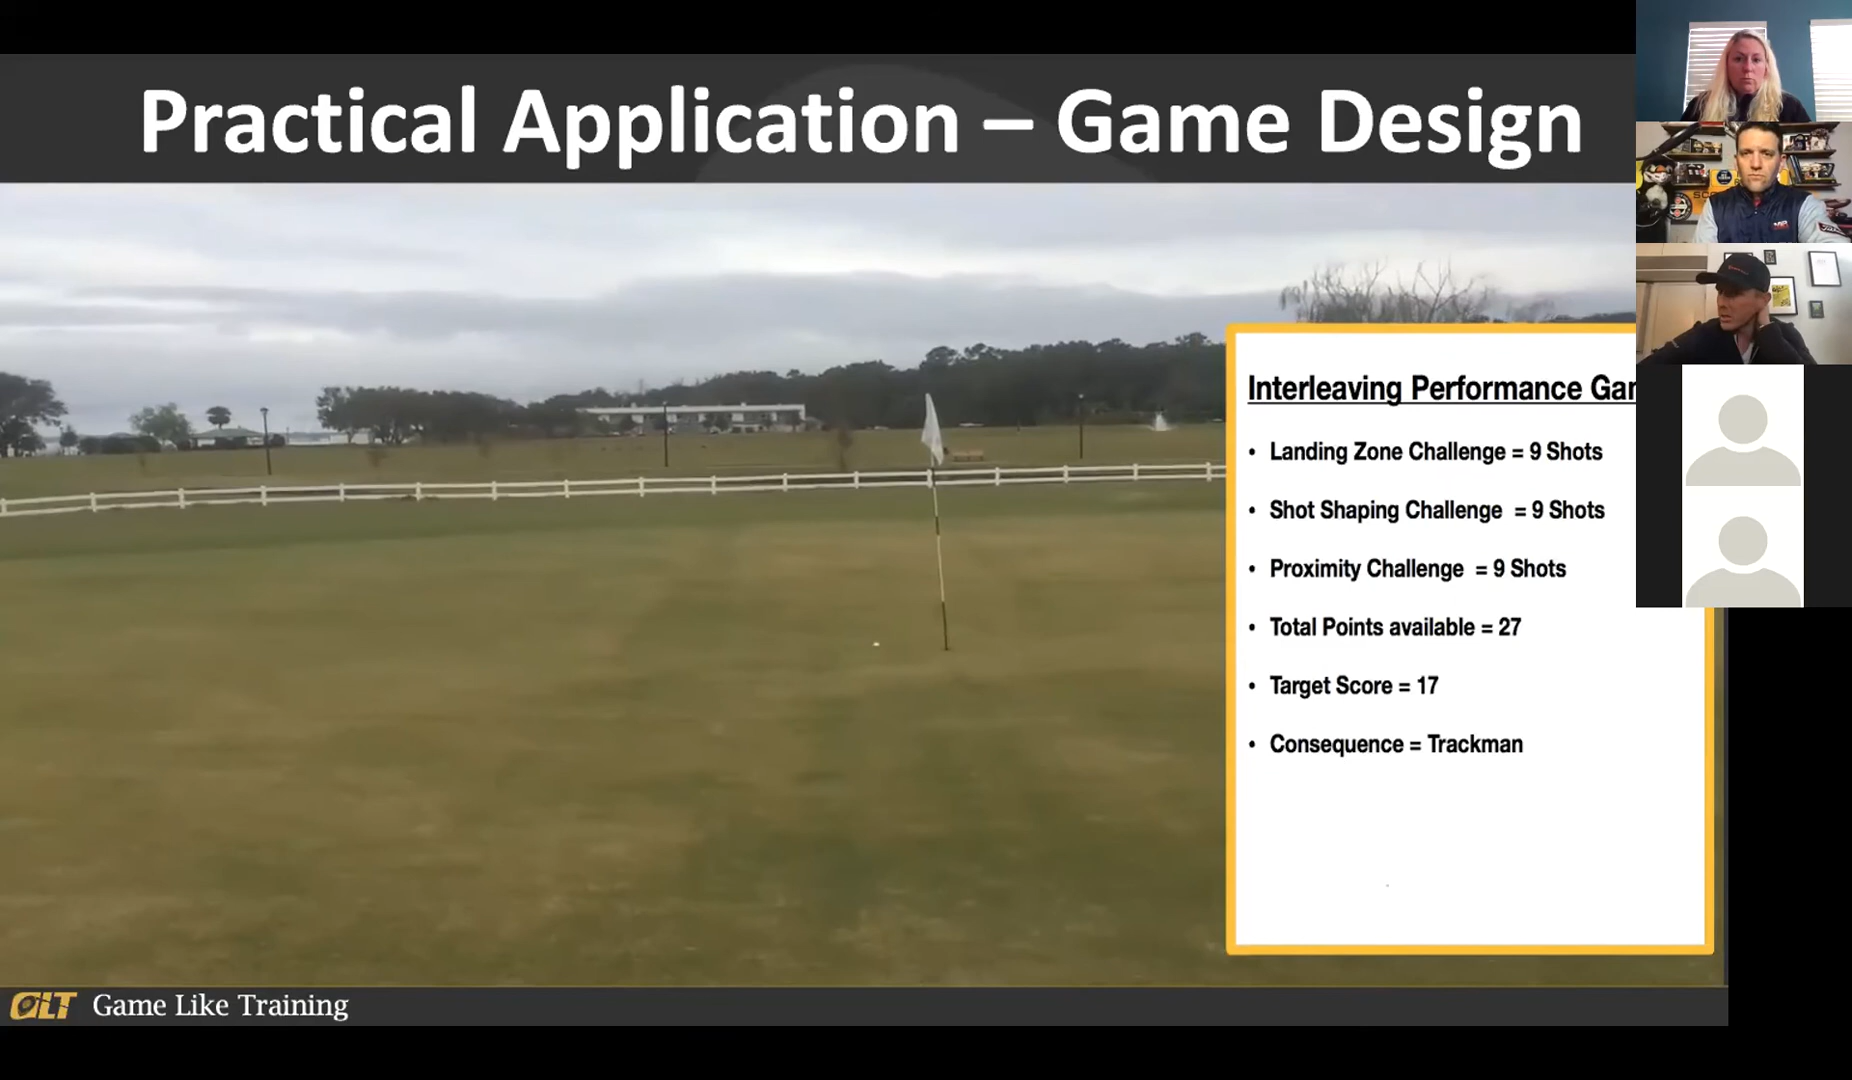 Practical Application – Game Design
Interleaving Performance
• Landing Zone Challenge = 9 Shots
• Shot Shaping Challenge = 9 Shots
• Proximity Challenge = 9 Shots
• Total Points available = 27
• Target Score = 17
• Consequence = Trackman
GLT Game Like Training